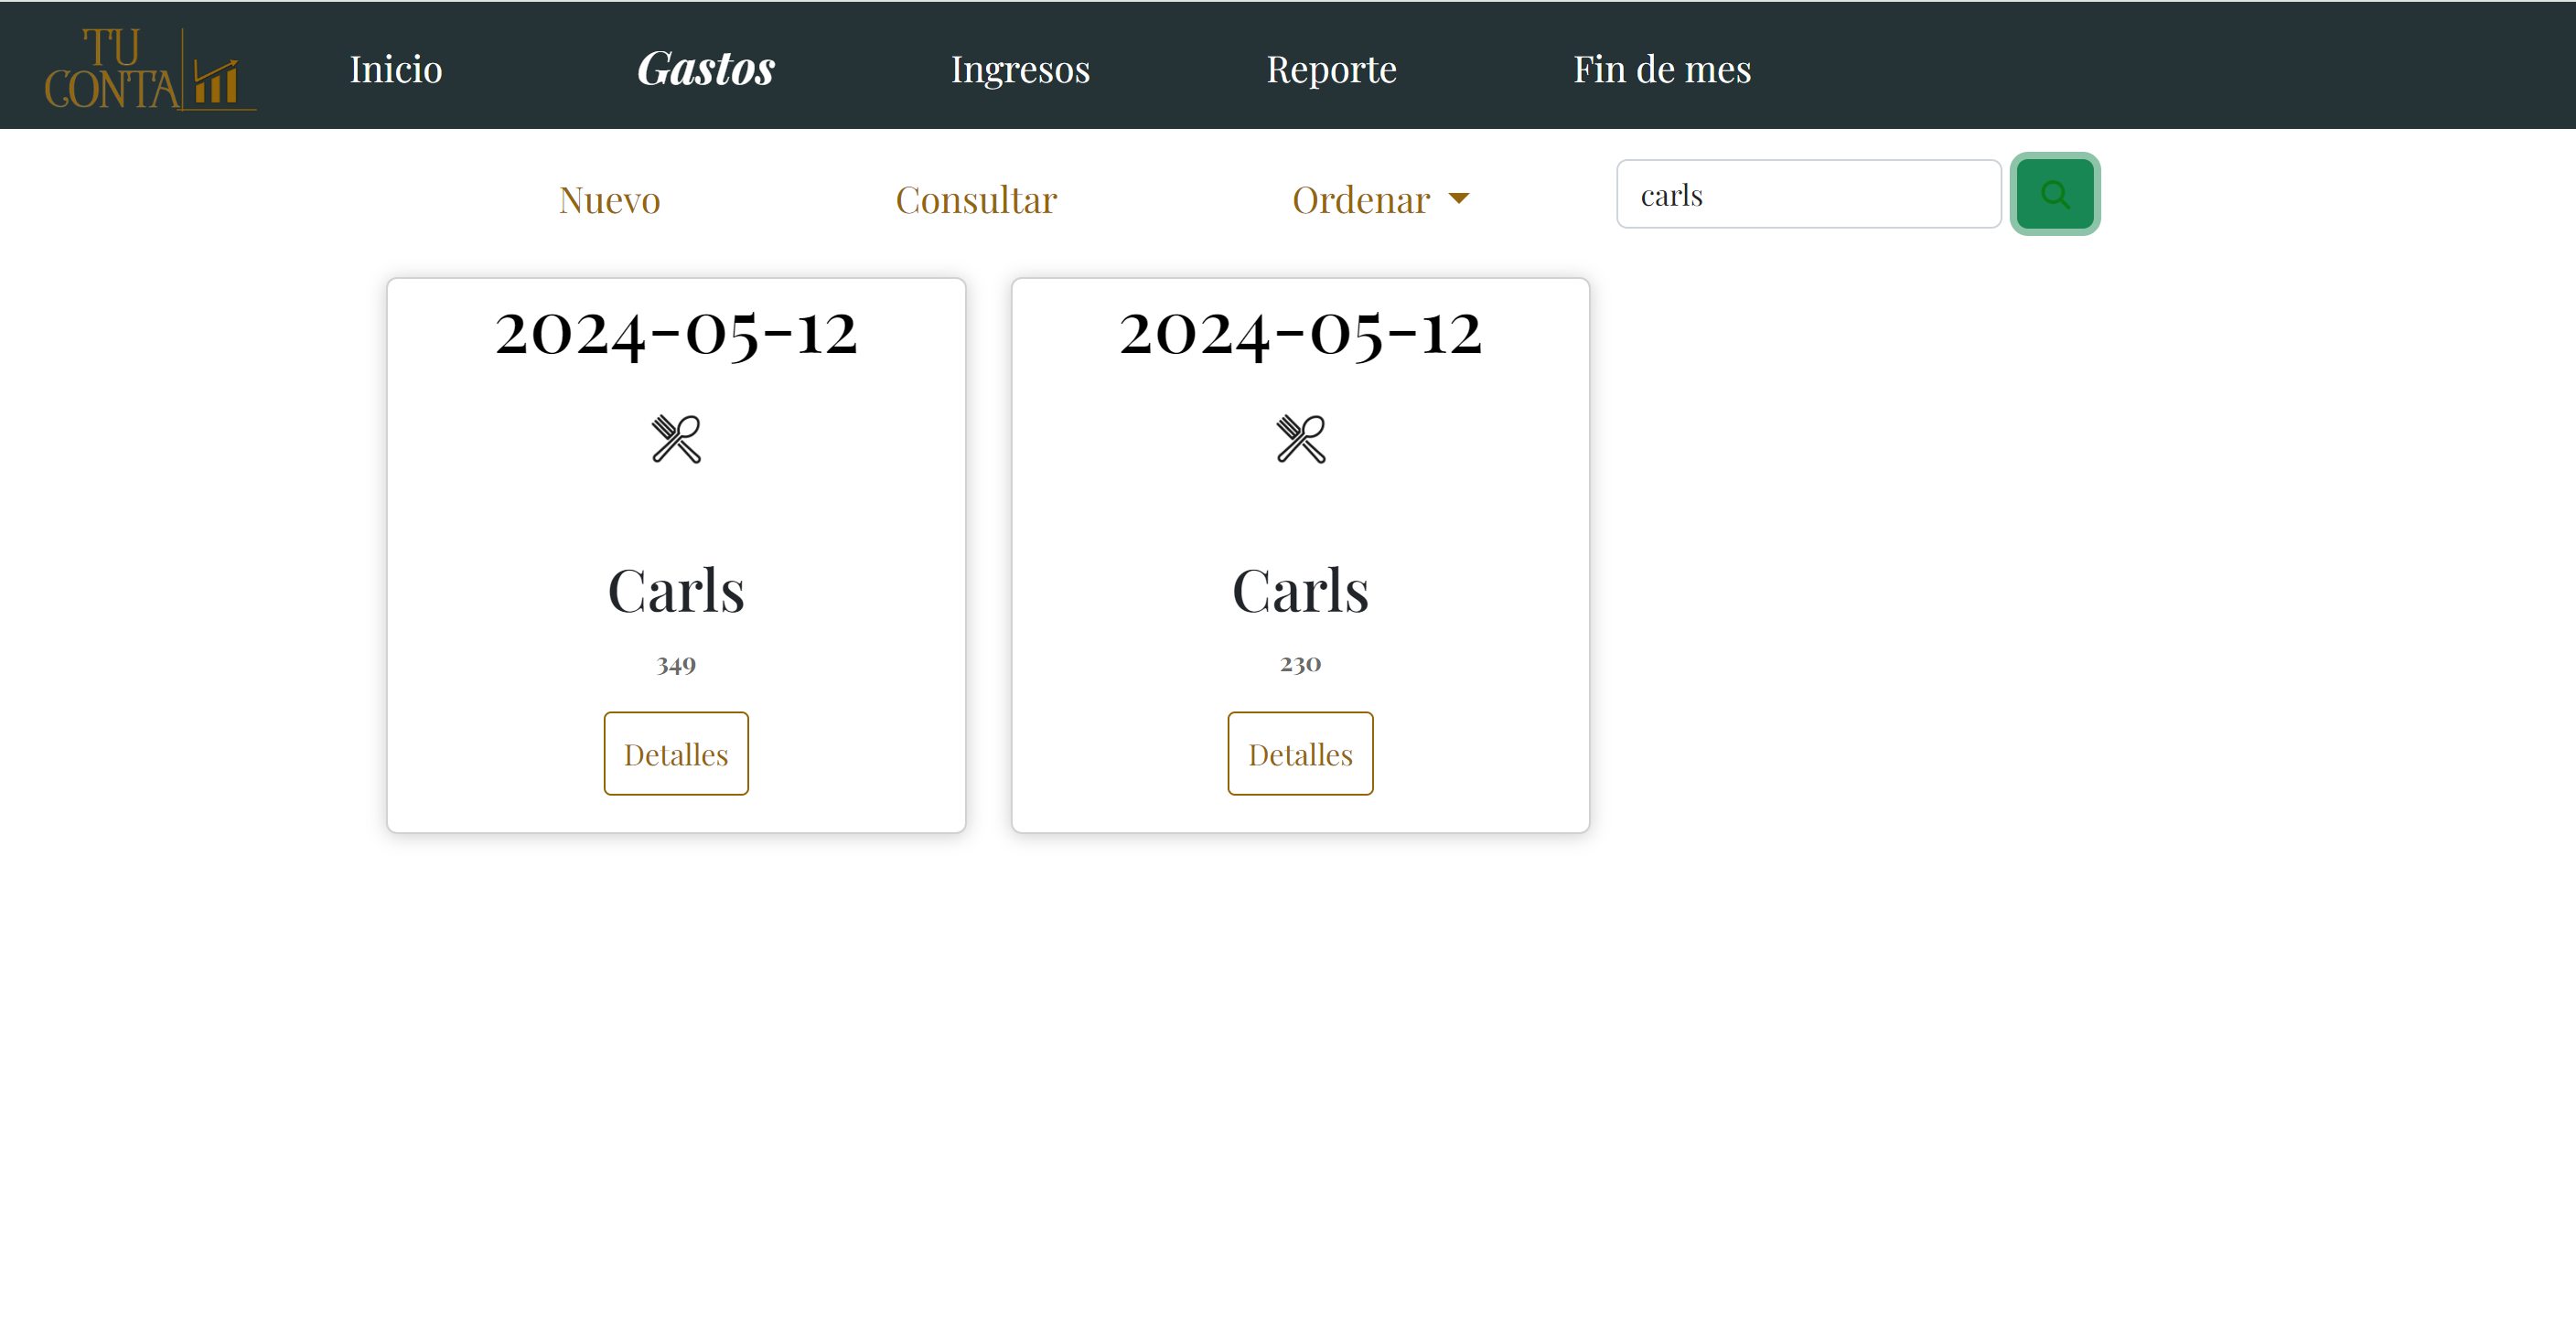 TU
CONTA
Inicio
Gastos
Ingresos
Reporte
Fin de mes
Nuevo
Consultar
Ordenar
carls
2024-05-12
Carls
349
Detalles
2024-05-12
Carls
230
Detalles